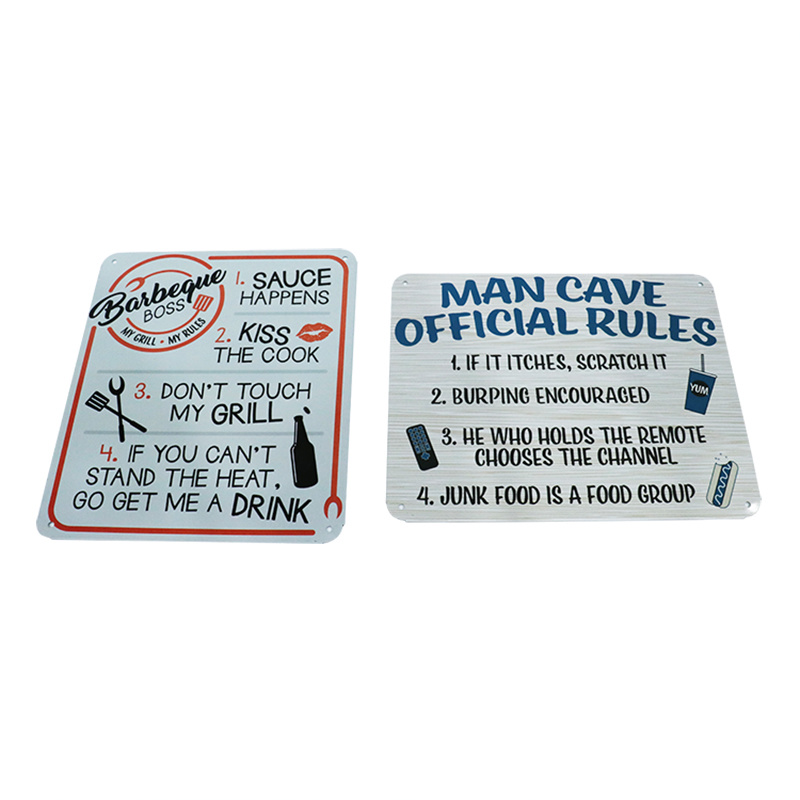 Barbeque
BOSS
MY GRILL • MY RULES
1. SAUCE
HAPPENS
2. KISS
THE COOK
3. DON'T TOUCH
MY GRILL
4. IF YOU CAN'T
STAND THE HEAT,
GO GET ME A DRINK
MAN CAVE
OFFICIAL RULES
1. IF IT ITCHES, SCRATCH IT
2. BURPING ENCOURAGED
YUM
3. HE WHO HOLDS THE REMOTE
CHOOSES THE CHANNEL
4. JUNK FOOD IS A FOOD GROUP